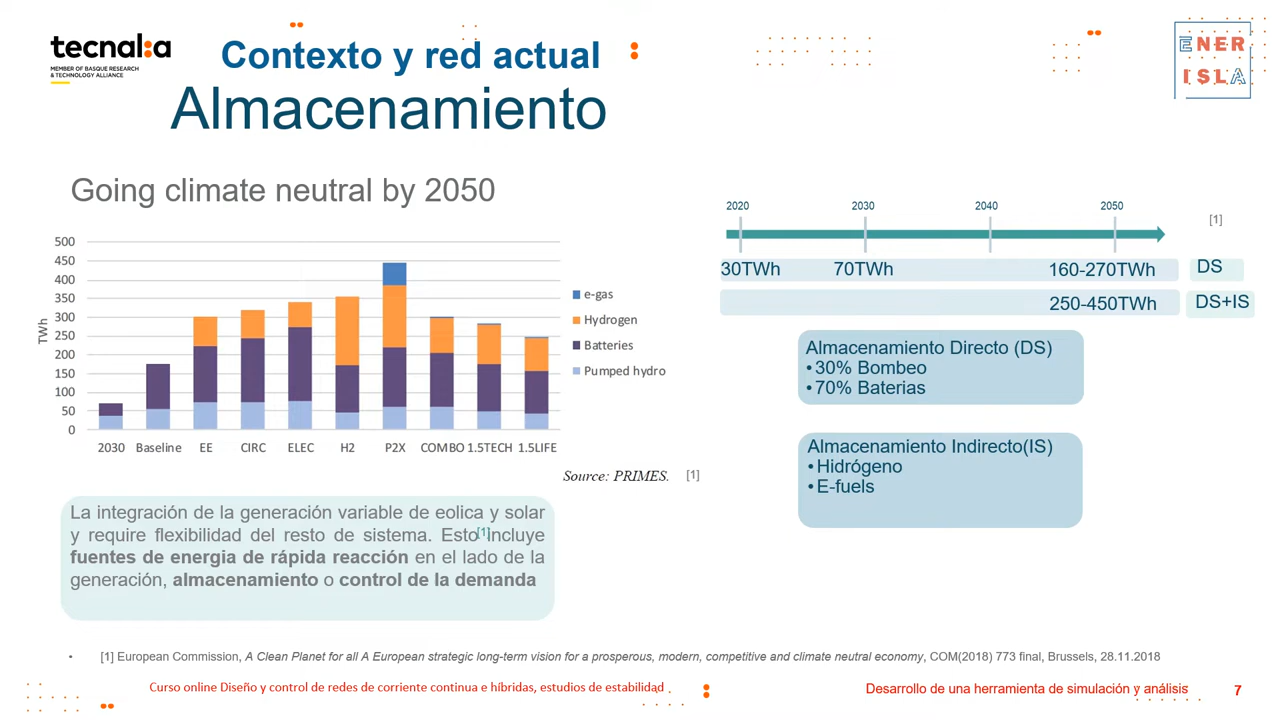 tecnal:a
MEMBER OF BASQUE RESEARCH
& TECHNOLOGY ALLIANCE
Contexto y red actual
Almacenamiento
ENER
ISLA
Going climate neutral by 2050
500
450
400
350
300
250
200
150
100
50
0
TWh
2030 Baseline EE CIRC ELEC H2 P2X COMBO 1.5TECH 1.5LIFE
e-gas
Hydrogen
Batteries
Pumped hydro
Source: PRIMES. [1]
La integración de la generación variable de eolica y solar
y require flexibilidad del resto de sistema. Esto[1]incluye
fuentes de energia de rápida reacción en el lado de la
generación, almacenamiento o control de la demanda
2020 2030 2040 2050
[1]
30TWh 70TWh 160-270TWh DS
250-450TWh DS+IS
Almacenamiento Directo (DS)
•30% Bombeo
•70% Baterias
Almacenamiento Indirecto(IS)
•Hidrógeno
•E-fuels
• [1] European Commission, A Clean Planet for all A European strategic long-term vision for a prosperous, modern, competitive and climate neutral economy, COM(2018) 773 final, Brussels, 28.11.2018
Curso online Diseño y control de redes de corriente continua e híbridas, estudios de estabilidad
Desarrollo de una herramienta de simulación y análisis 7